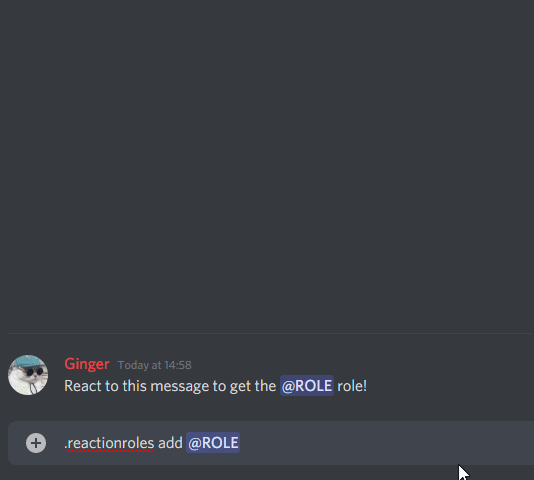 Ginger Today at 14:58
React to this message to get the @ROLE role!
.reactionroles add @ROLE